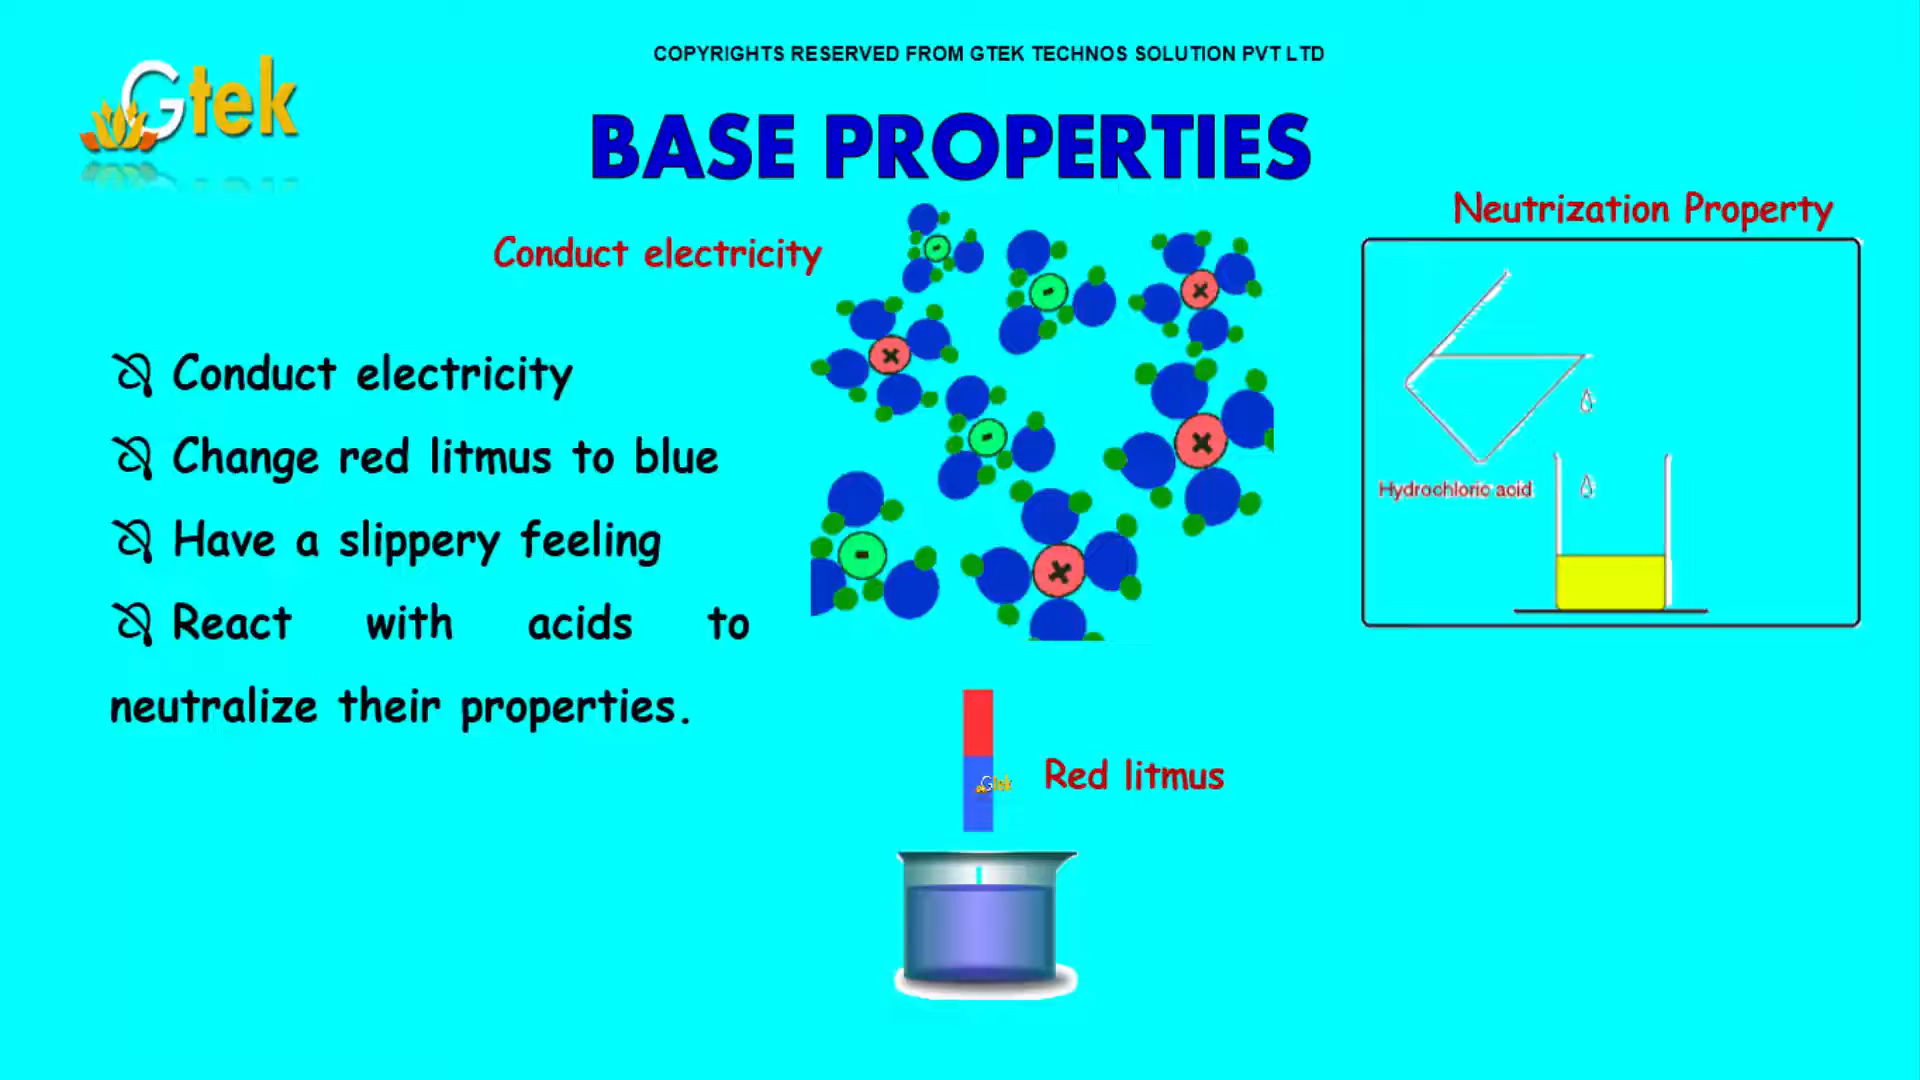 COPYRIGHTS RESERVED FROM GTEK TECHNOS SOLUTION PVT LTD
Gtek
BASE PROPERTIES
Neutrization Property
Conduct electricity
Conduct electricity
Change red litmus to blue
Have a slippery feeling
React with acids to
neutralize their properties.
Hydrochloric acid
Gtek
Red litmus